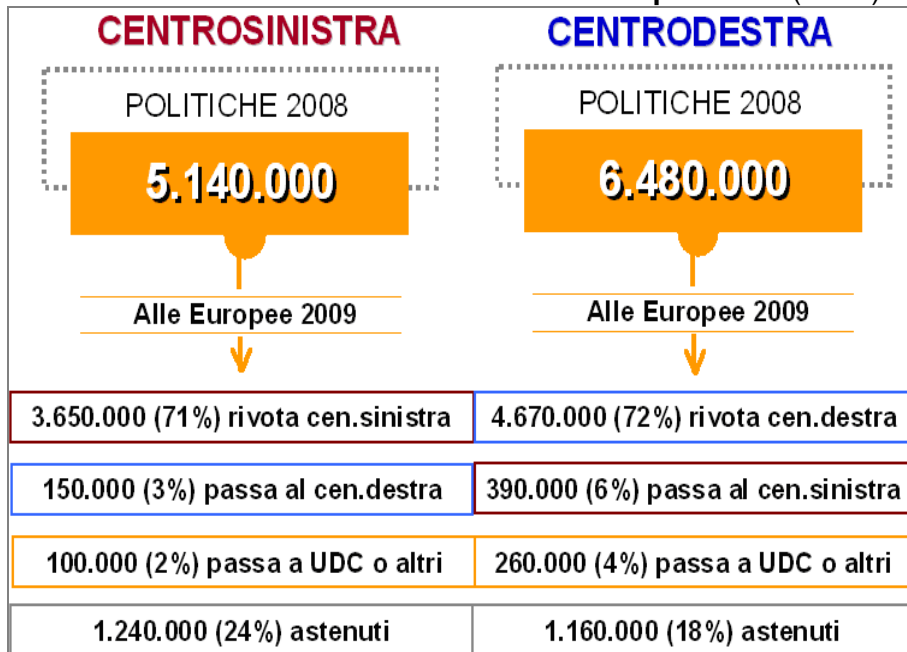 CENTROSINISTRA
POLITICHE 2008
5.140.000
Alle Europee 2009
3.650.000 (71%) rivota cen.sinistra
150.000 (3%) passa al cen.destra
100.000 (2%) passa a UDC o altri
1.240.000 (24%) astenuti
CENTRODESTRA
POLITICHE 2008
6.480.000
Alle Europee 2009
4.670.000 (72%) rivota cen.destra
390.000 (6%) passa al cen.sinistra
260.000 (4%) passa a UDC o altri
1.160.000 (18%) astenuti